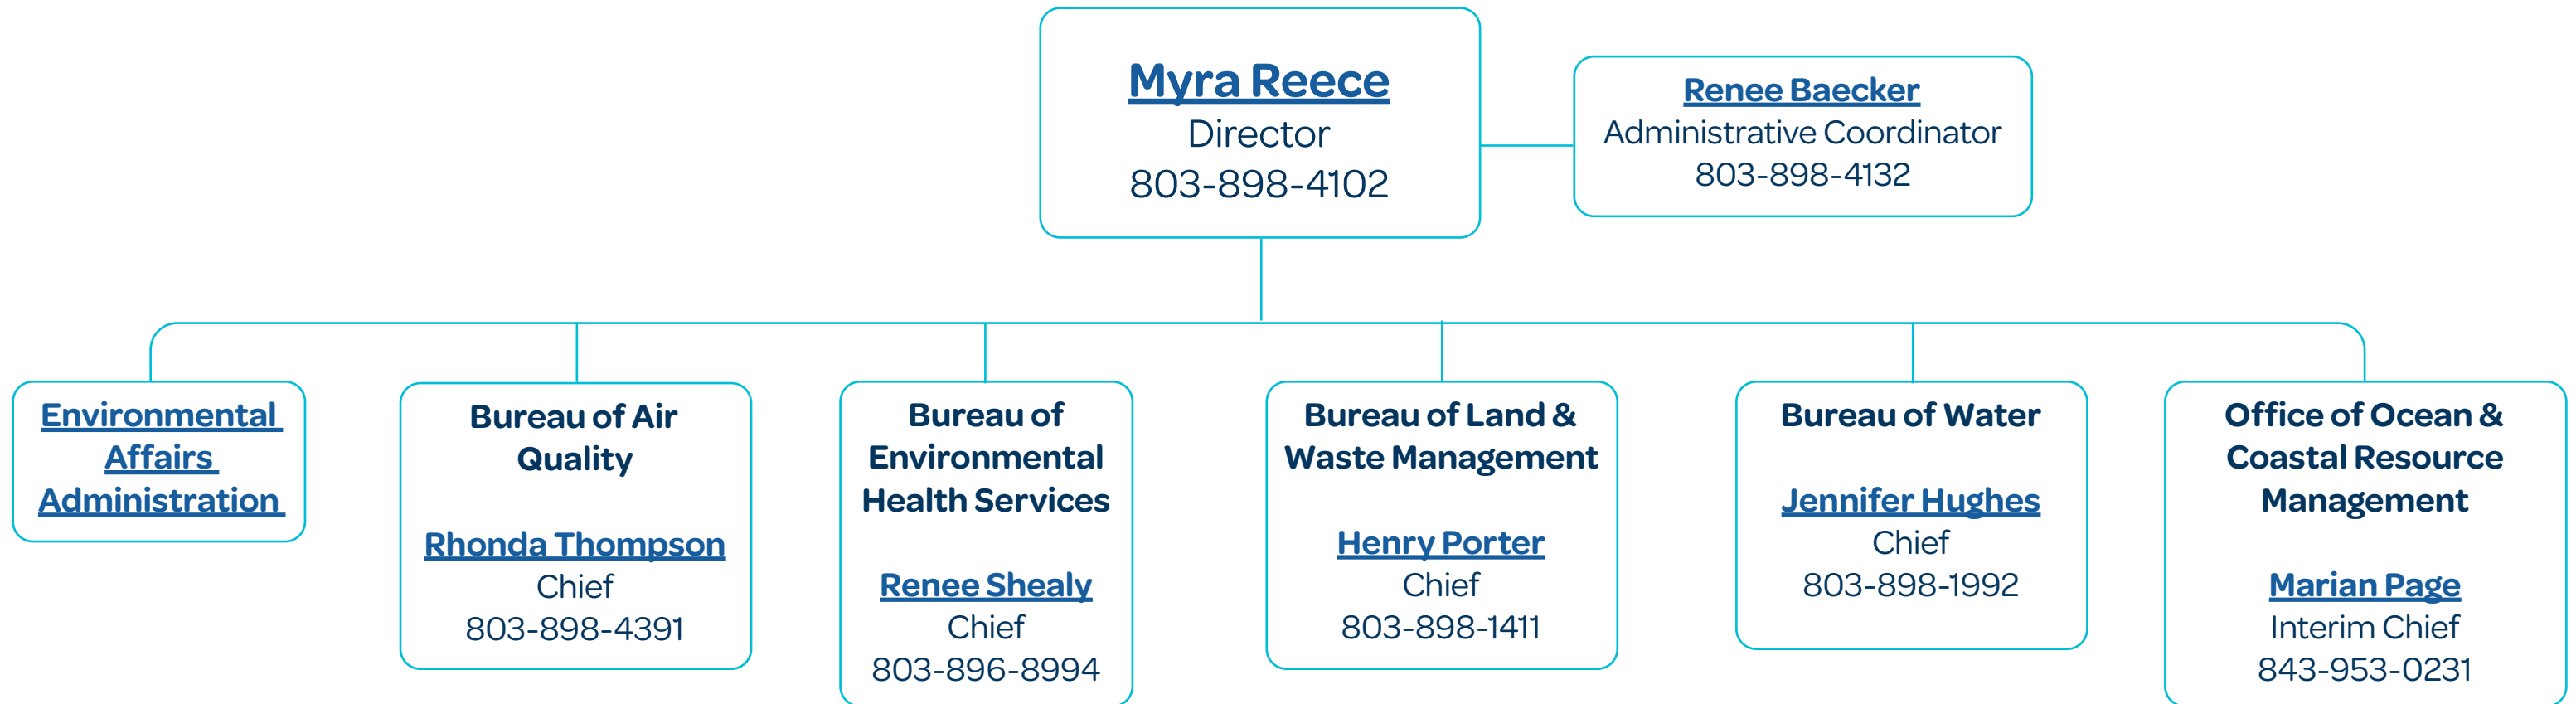 Myra Reece
Director
803-898-4102
Renee Baecker
Administrative Coordinator
803-898-4132
Environmental
Affairs
Administration
Bureau of Air
Quality
Rhonda Thompson
Chief
803-898-4391
Bureau of
Environmental
Health Services
Renee Shealy
Chief
803-896-8994
Bureau of Land &
Waste Management
Henry Porter
Chief
803-898-1411
Bureau of Water
Jennifer Hughes
Chief
803-898-1992
Office of Ocean &
Coastal Resource
Management
Marian Page
Interim Chief
843-953-0231